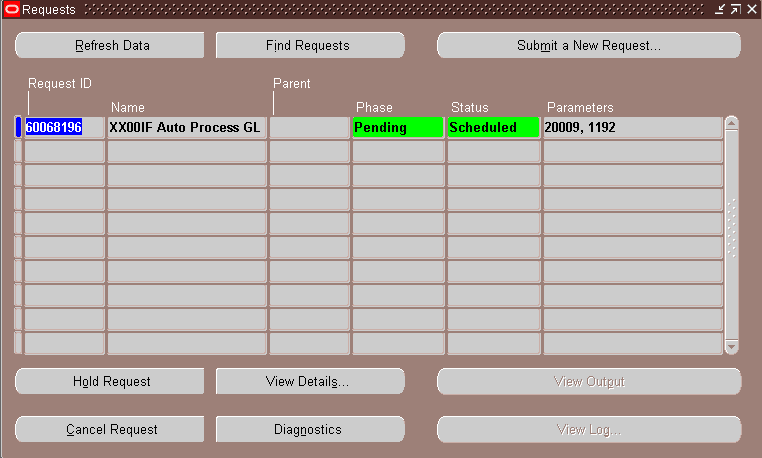 Requests
Refresh Data Find Requests Submit a New Request...
Request ID Parent
Name Phase Status Parameters
60068196 XX00IF Auto Process GL Pending Scheduled 20009, 1192
Hold Request View Details... View Output
Cancel Request Diagnostics View Log...